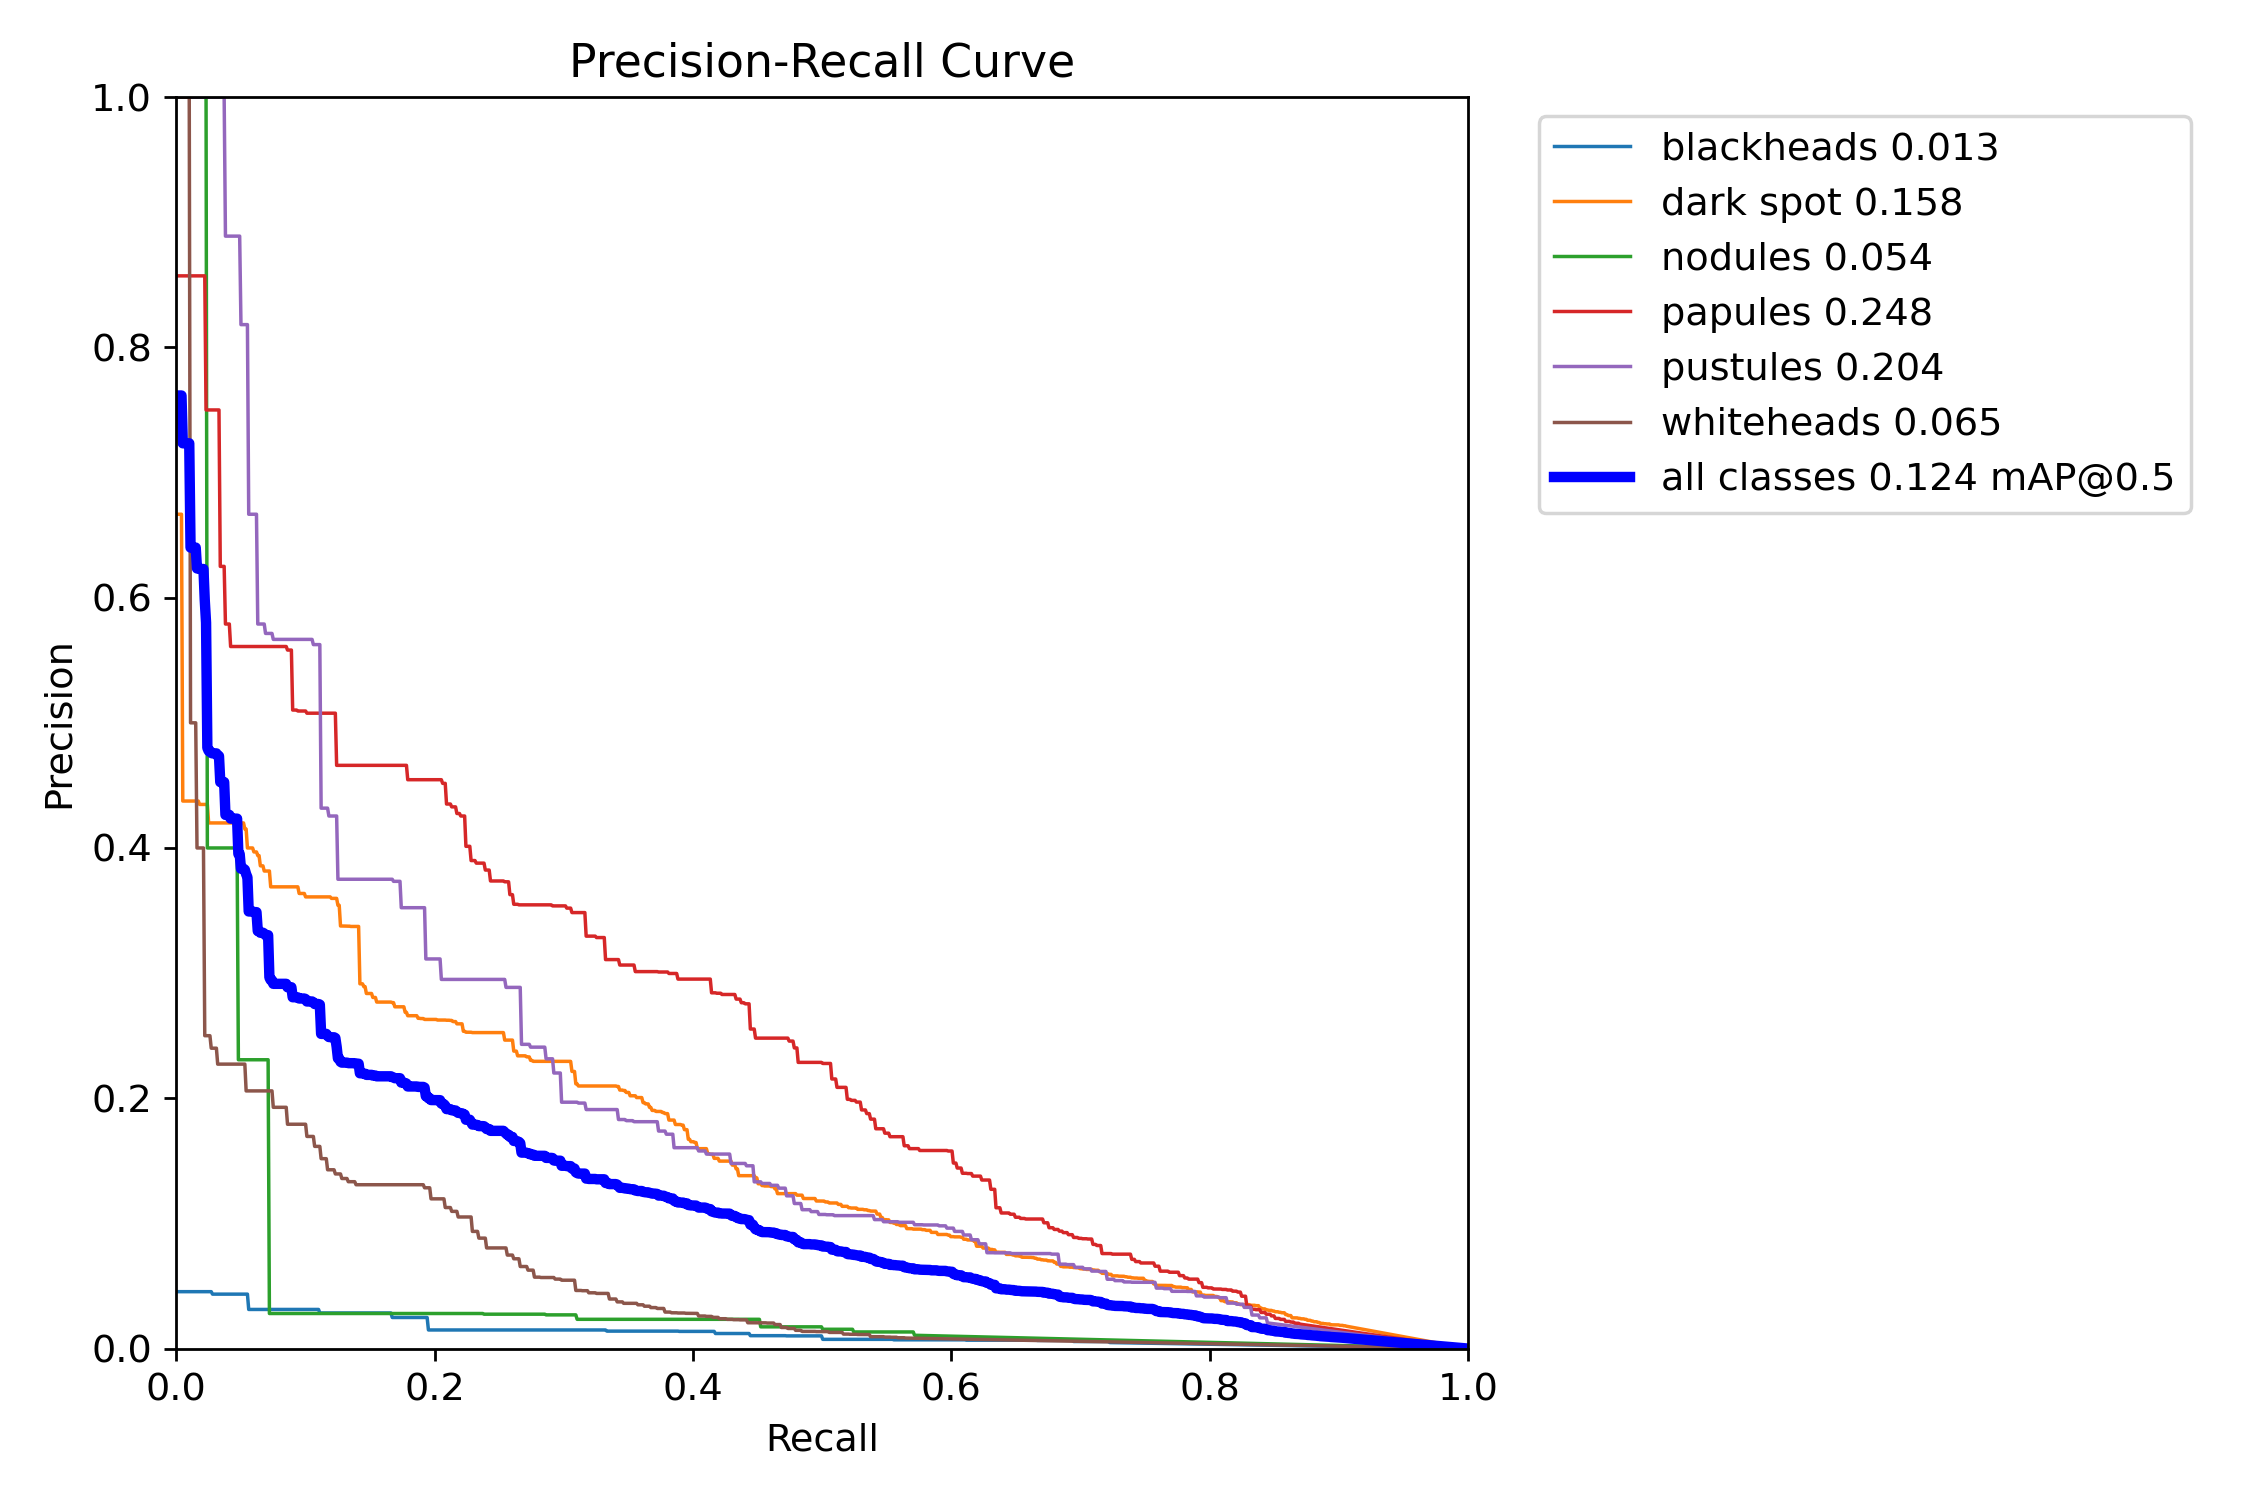 Precision-Recall Curve
1.0
0.8
0.6
0.4
0.2
0.0
Precision
0.0 0.2 0.4 0.6 0.8 1.0
Recall
blackheads 0.013
dark spot 0.158
nodules 0.054
papules 0.248
pustules 0.204
whiteheads 0.065
all classes 0.124 mAP@0.5